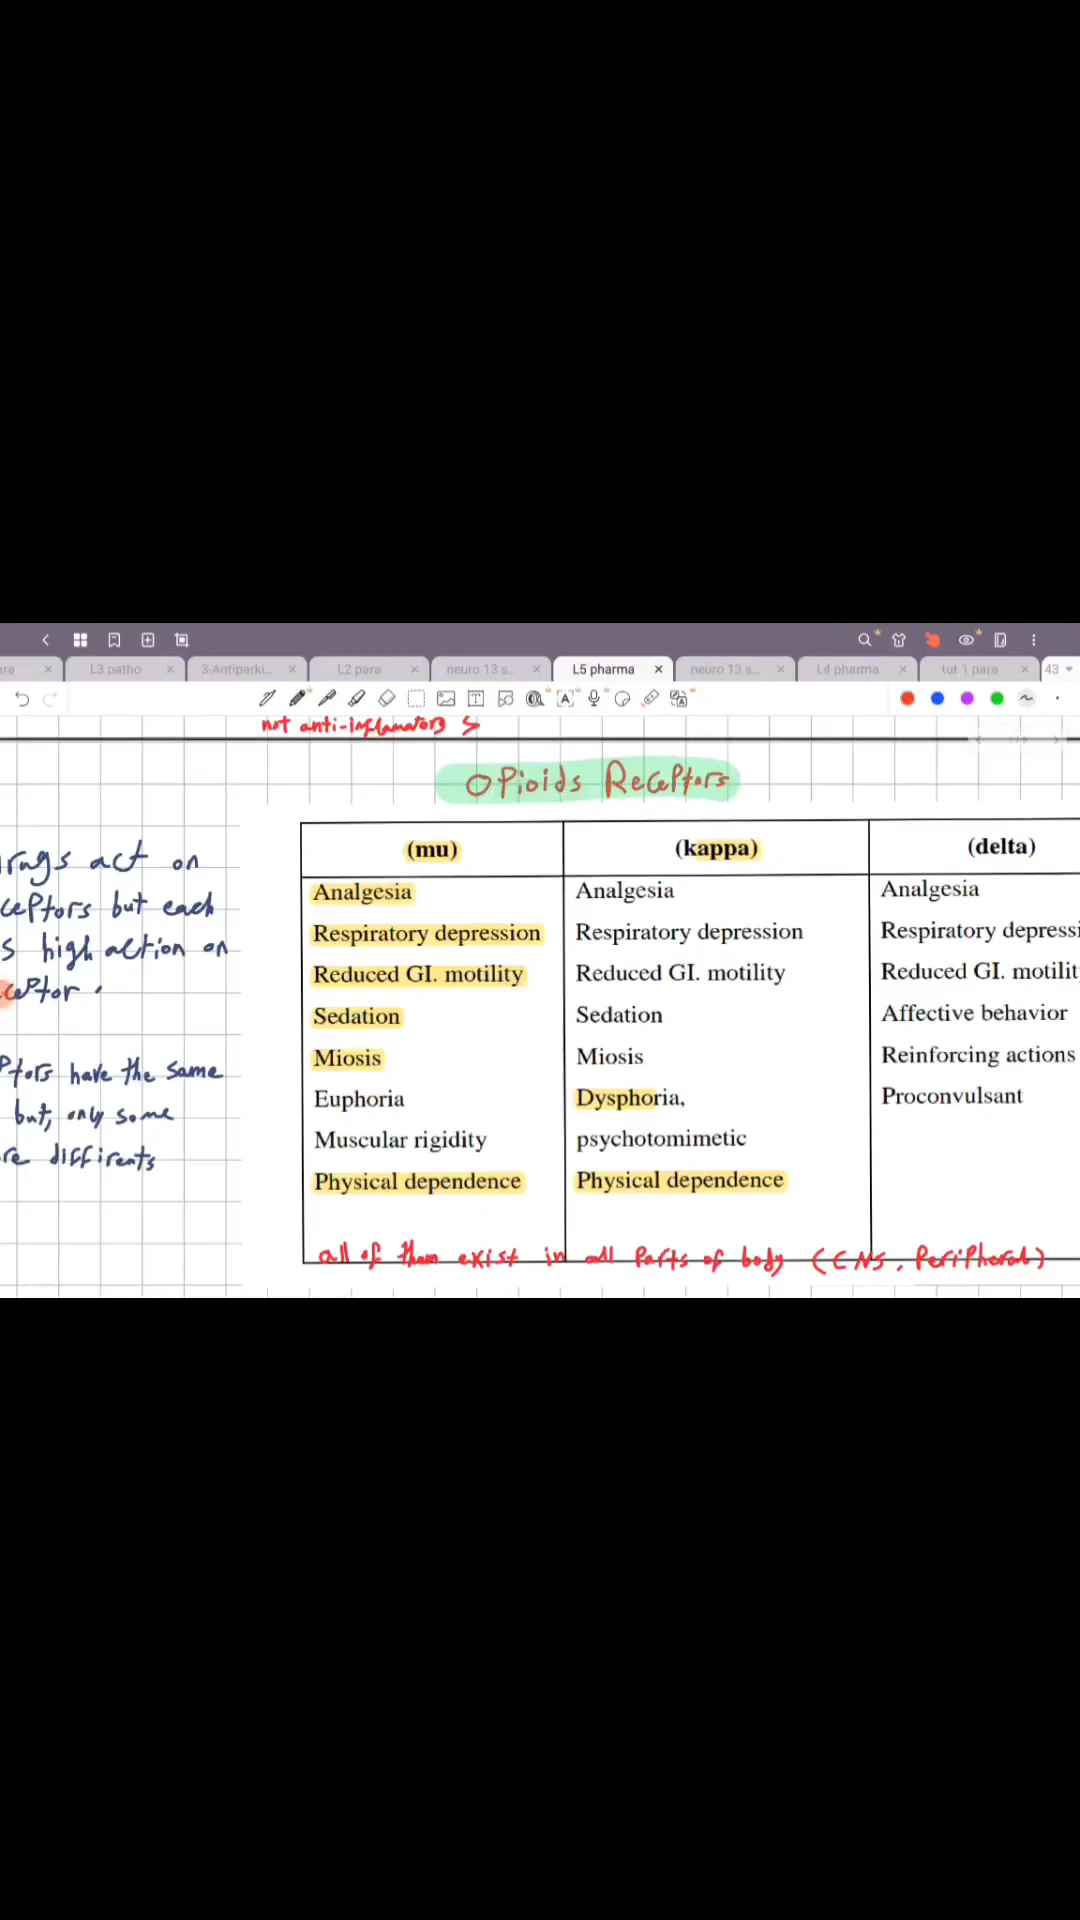 ara
L3 patho
3-Antiparki...
L2 para
neuro 13 s...
L5 pharma
neuro 13 s...
L4 pharma
tut 1 para
43
not anti-inflamatory
Opioids Receptors
(mu) (kappa) (delta)
Analgesia Analgesia Analgesia
Respiratory depression Respiratory depression Respiratory depressi
Reduced GI. motility Reduced GI. motility Reduced GI. motilit
Sedation Sedation Affective behavior
Miosis Miosis Reinforcing actions
Euphoria Dysphoria, Proconvulsant
Muscular rigidity psychotomimetic
Physical dependence Physical dependence
all of them exist in all parts of body (CNS, Peripheral)
rugs act on
ceptors but each
s high action on
ceptor.
ptors have the same
but, only some
re diffirents